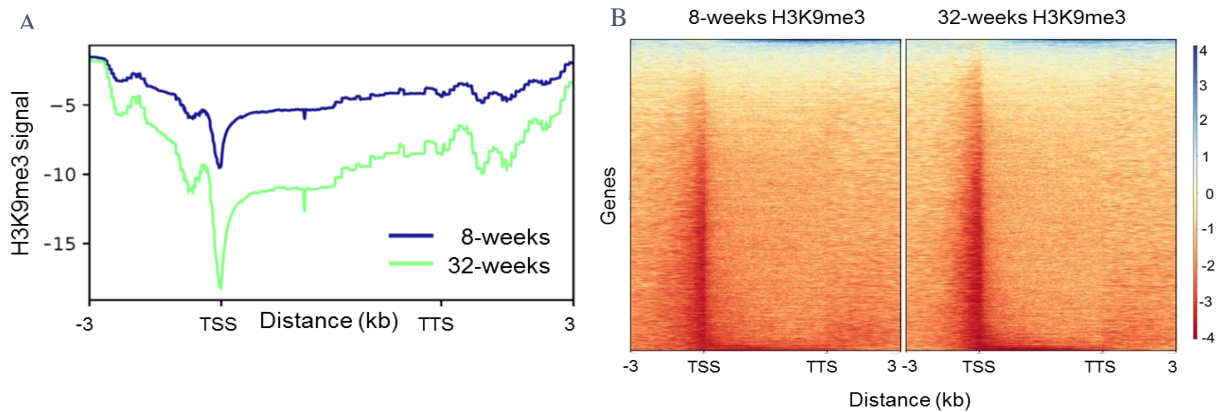 A
H3K9me3 signal
−5
−10
−15
8-weeks
32-weeks
-3
TSS
Distance (kb)
TTS
3
B
8-weeks H3K9me3
32-weeks H3K9me3
Genes
-3
TSS
TTS
3
-3
TSS
TTS
3
Distance (kb)
4
3
2
1
0
-1
-2
-3
-4